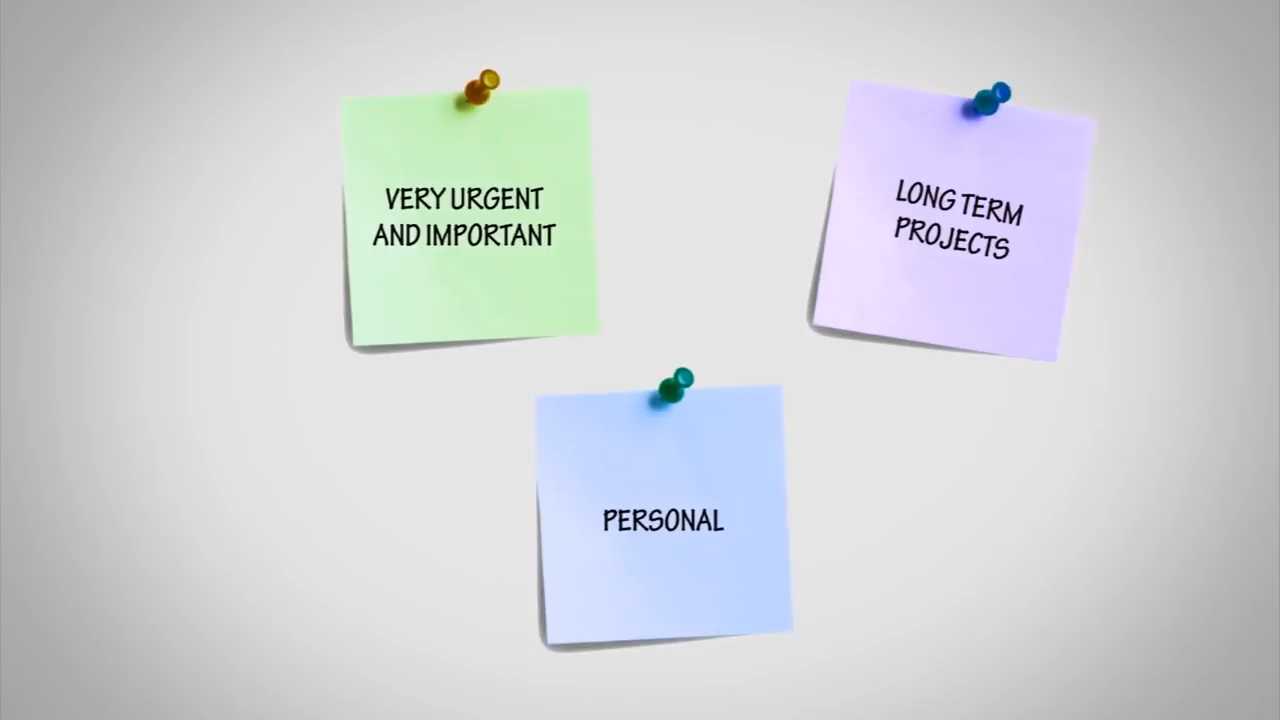 VERY URGENT
AND IMPORTANT
LONG TERM
PROJECTS
PERSONAL